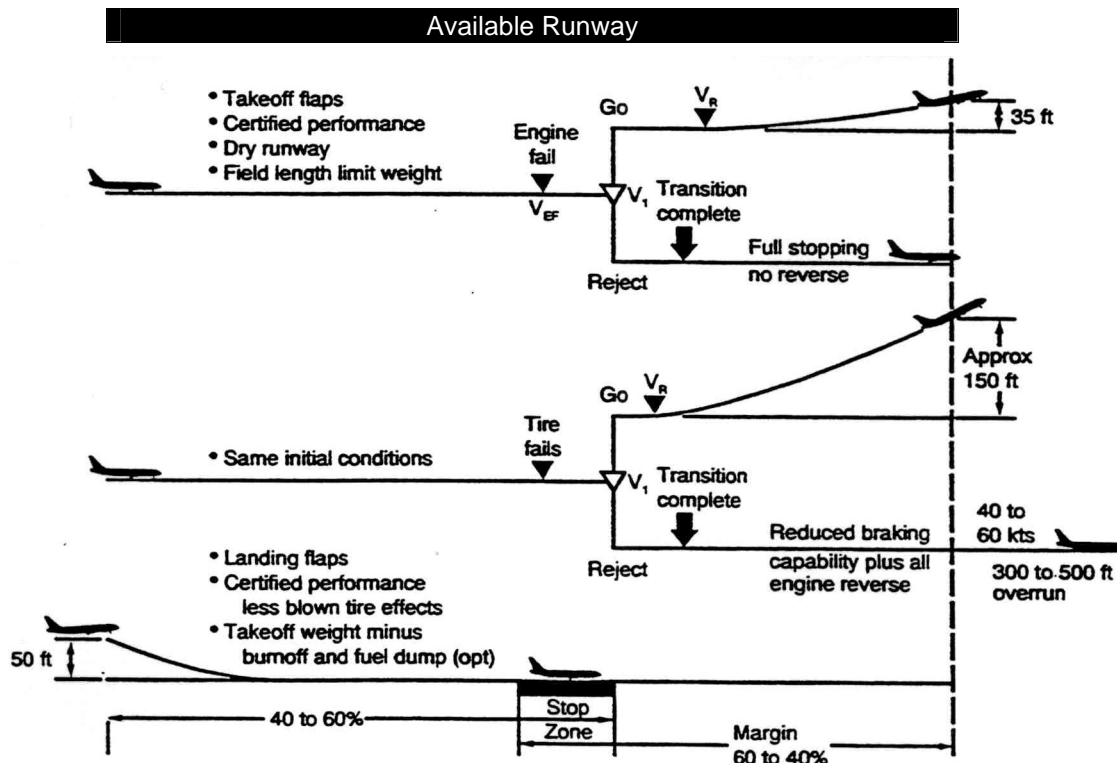 Available Runway
• Takeoff flaps
• Certified performance
• Dry runway
• Field length limit weight
Engine
fail
VEF
Go
VR
35 ft
V1
Transition
complete
Full stopping
no reverse
Reject
Approx
150 ft
Go
VR
Tire
fails
• Same initial conditions
V1
Transition
complete
Reduced braking
capability plus all
engine reverse
40 to
60 kts
300 to 500 ft
overrun
Reject
• Landing flaps
• Certified performance
less blown tire effects
• Takeoff weight minus
burnoff and fuel dump (opt)
50 ft
40 to 60%
Stop
Zone
Margin
60 to 40%